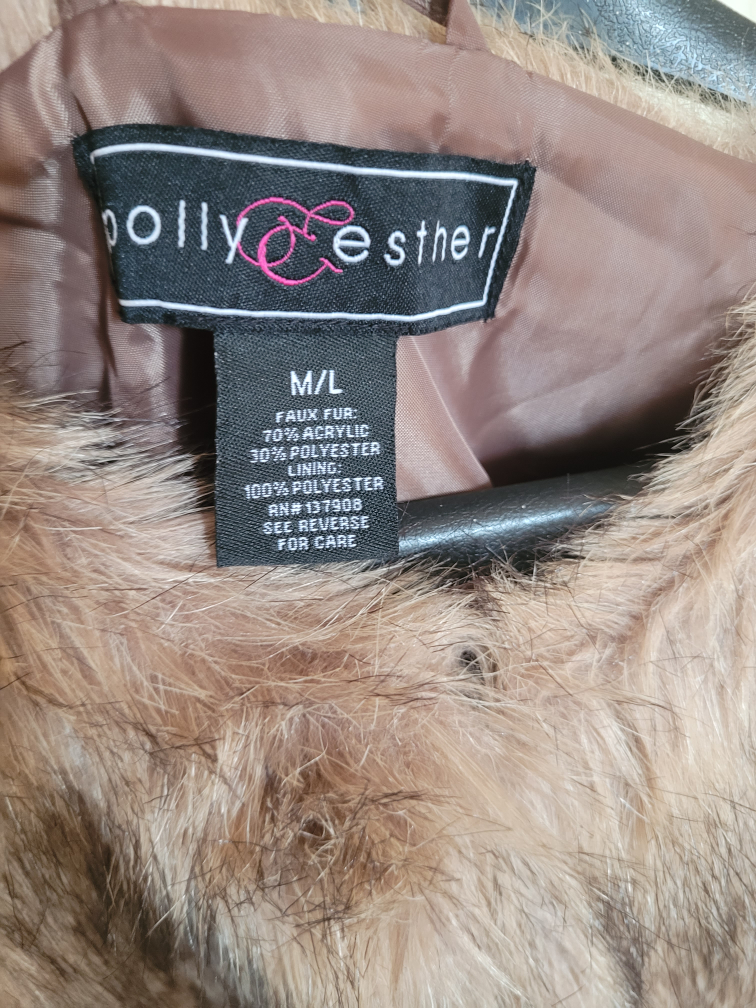 polly & esther
M/L
FAUX FUR:
70% ACRYLIC
30% POLYESTER
LINING:
100% POLYESTER
RN# 137908
SEE REVERSE
FOR CARE